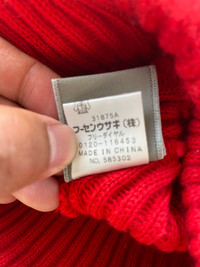 31875A
フーセンウサギ(株)
フリーダイヤル
0120-116453
MADE IN CHINA
NO. 585302